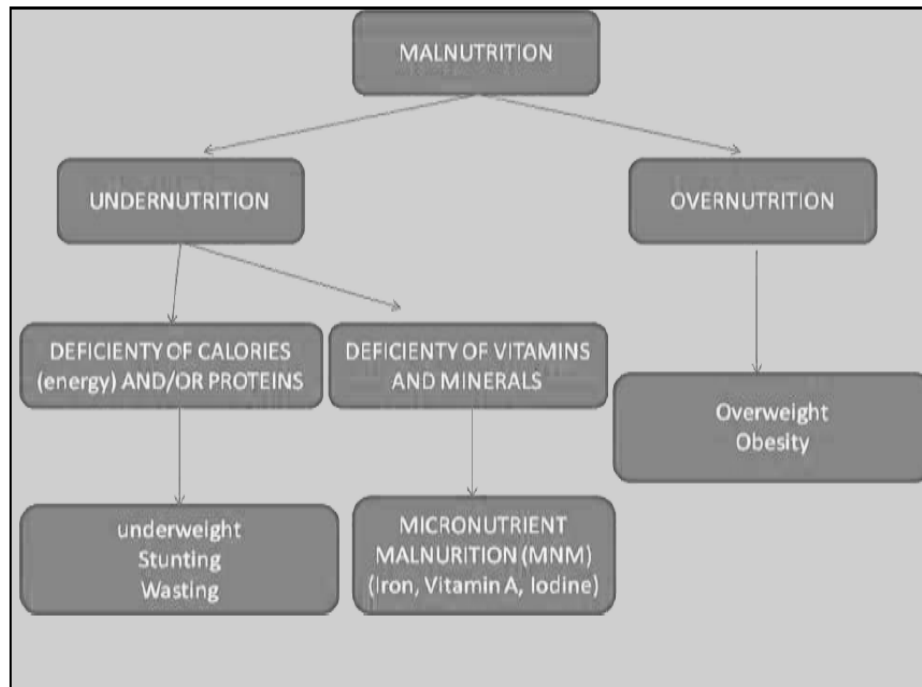 MALNUTRITION
UNDERNUTRITION
OVERNUTRITION
DEFICIENTY OF CALORIES
(energy) AND/OR PROTEINS
DEFICIENTY OF VITAMINS
AND MINERALS
Overweight
Obesity
underweight
Stunting
Wasting
MICRONUTRIENT
MALNURITION (MNM)
(Iron, Vitamin A, Iodine)